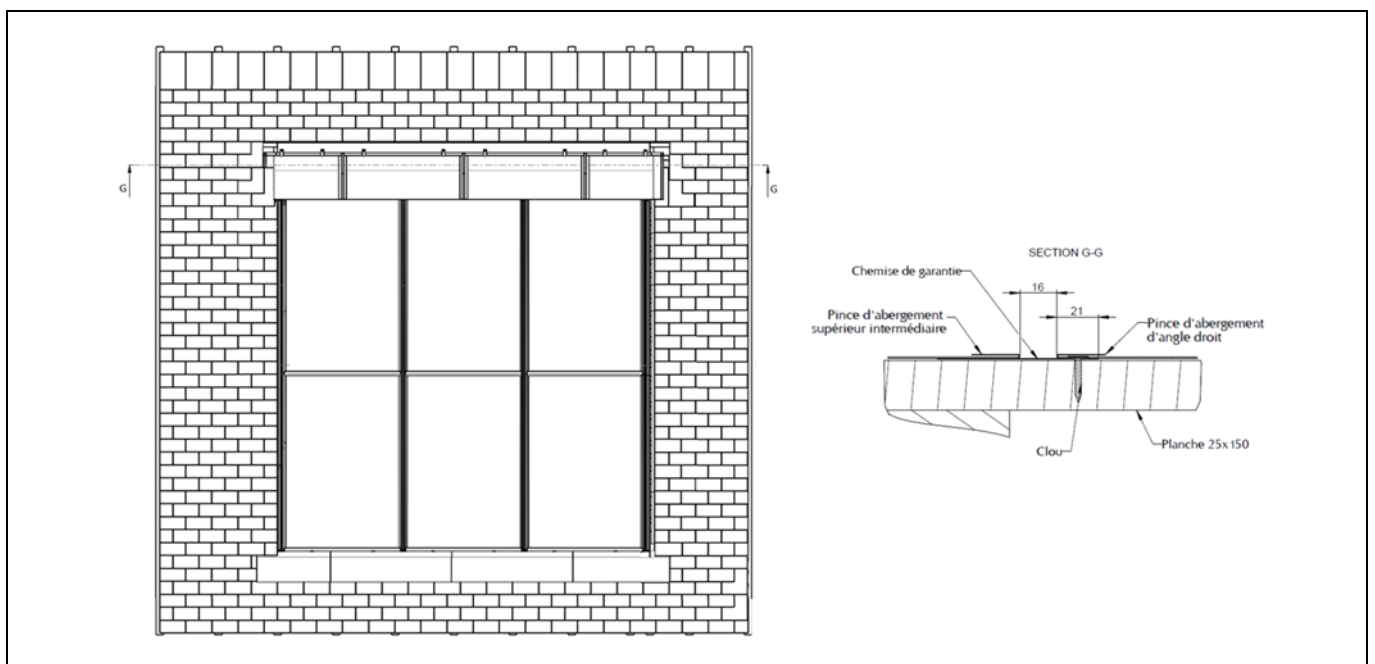 G
G
SECTION G-G
Chemise de garantie
16
21
Pince d'abergement
supérieur intermédiaire
Pince d'abergement
d'angle droit
Planche 25x150
Clou